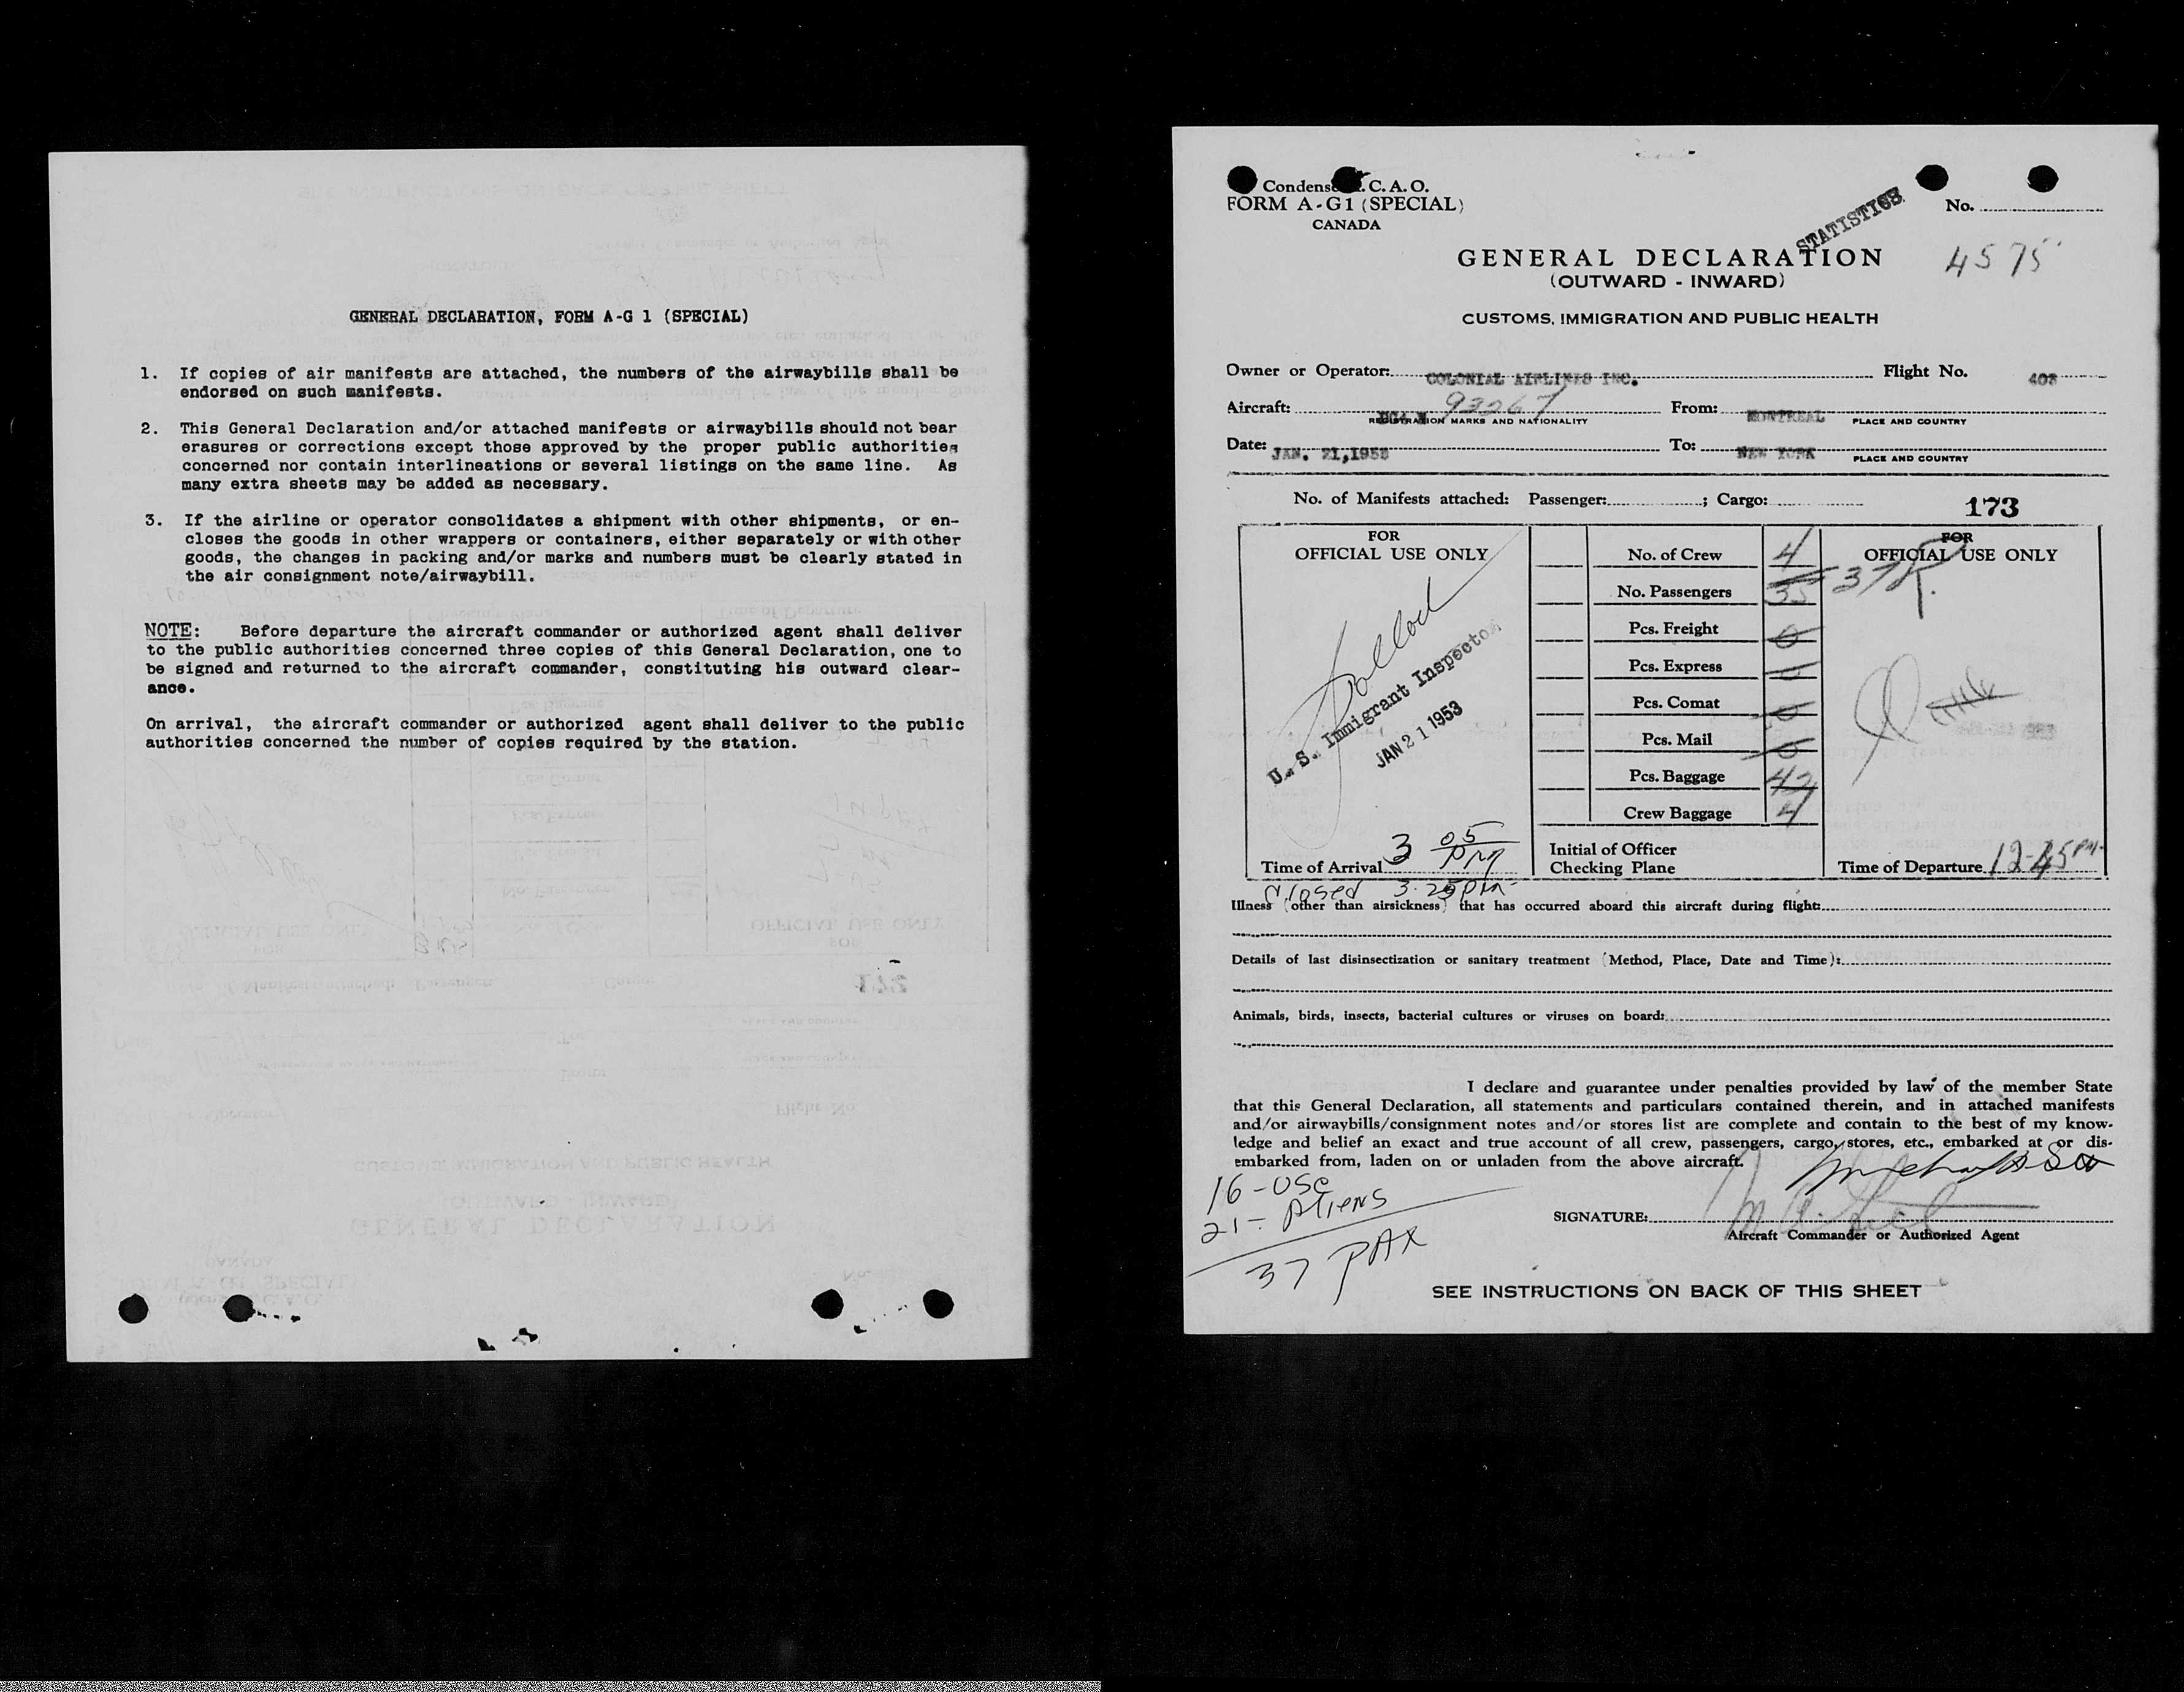 GENERAL DECLARATION, FORM A-G 1 (SPECIAL)
1. If copies of air manifests are attached, the numbers of the airwaybills shall be
endorsed on such manifests.
2. This General Declaration and/or attached manifests or airwaybills should not bear
erasures or corrections except those approved by the proper public authorities
concerned nor contain interlineations or several listings on the same line. As
many extra sheets may be added as necessary.
3. If the airline or operator consolidates a shipment with other shipments, or en-
closes the goods in other wrappers or containers, either separately or with other
goods, the changes in packing and/or marks and numbers must be clearly stated in
the air consignment note/airwaybill.
NOTE: Before departure the aircraft commander or authorized agent shall deliver
to the public authorities concerned three copies of this General Declaration, one to
be signed and returned to the aircraft commander, constituting his outward clear-
ance.
On arrival, the aircraft commander or authorized agent shall deliver to the public
authorities concerned the number of copies required by the station.
C. A. O.
FORM A-G1 (SPECIAL)
CANADA
No.
STATISTICS
4575
GENERAL DECLARATION
(OUTWARD - INWARD)
CUSTOMS, IMMIGRATION AND PUBLIC HEALTH
Owner or Operator: COLONIAL AIRLINES INC. Flight No. 403
Aircraft: 93267 From: MONTREAL
REGISTRATION MARKS AND NATIONALITY PLACE AND COUNTRY
Date: JAN. 21, 1953 To: NEW YORK
PLACE AND COUNTRY
No. of Manifests attached: Passenger: ; Cargo: 173
FOR
OFFICIAL USE ONLY
U. S. Immigrant Inspector
JAN 21 1953
Time of Arrival 3 05 PM
closed 3:25 PM
No. of Crew 4
No. Passengers 35 37
Pcs. Freight 0
Pcs. Express 0
Pcs. Comat 0
Pcs. Mail 0
Pcs. Baggage 42
Crew Baggage 4
Initial of Officer
Checking Plane
FOR
OFFICIAL USE ONLY
Time of Departure 12-45 PM
Illness (other than airsickness) that has occurred aboard this aircraft during flight:
Details of last disinsectization or sanitary treatment (Method, Place, Date and Time):
Animals, birds, insects, bacterial cultures or viruses on board:
I declare and guarantee under penalties provided by law of the member State
that this General Declaration, all statements and particulars contained therein, and in attached manifests
and/or airwaybills/consignment notes and/or stores list are complete and contain to the best of my know-
ledge and belief an exact and true account of all crew, passengers, cargo, stores, etc., embarked at or dis-
embarked from, laden on or unladen from the above aircraft.
16 - USC
21 - Aliens
37 PAX
SIGNATURE:
Aircraft Commander or Authorized Agent
SEE INSTRUCTIONS ON BACK OF THIS SHEET